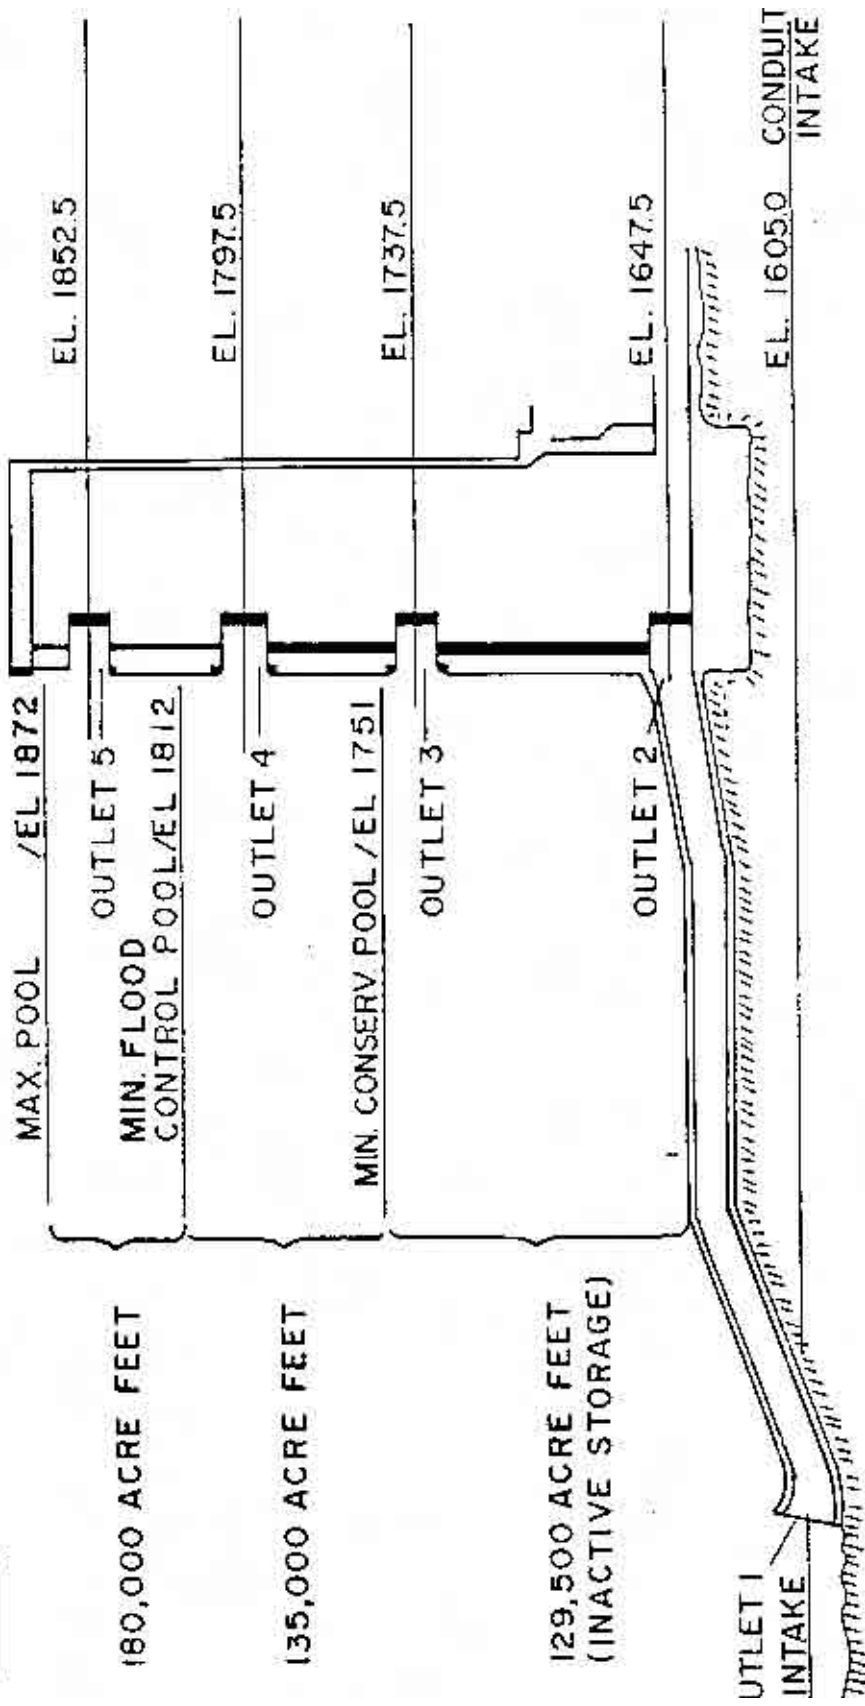 MAX. POOL /EL 1872
OUTLET 5
MIN. FLOOD
CONTROL POOL/EL 1812
OUTLET 4
MIN. CONSERV. POOL/EL 1751
OUTLET 3
OUTLET 2
EL. 1852.5
EL. 1797.5
EL. 1737.5
EL. 1647.5
EL. 1605.0 CONDUIT
INTAKE
180,000 ACRE FEET
135,000 ACRE FEET
129,500 ACRE FEET
(INACTIVE STORAGE)
UTLET 1
INTAKE